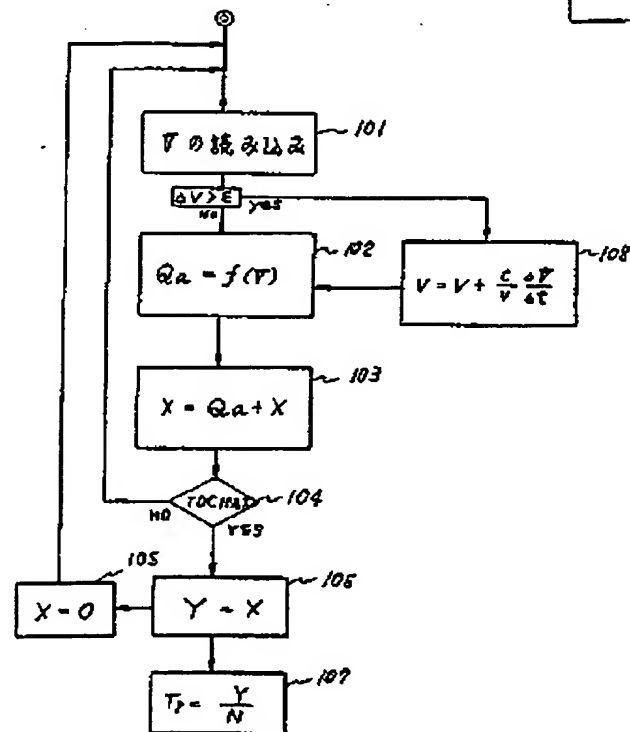 Vの読み込み
101
ΔV>ε
yes
no
Qa = f(V)
102
V = V + C/V ΔV/Δt
108
X = Qa + X
103
104
NO
YES
105
X = 0
Y = X
106
Tp = Y/N
107